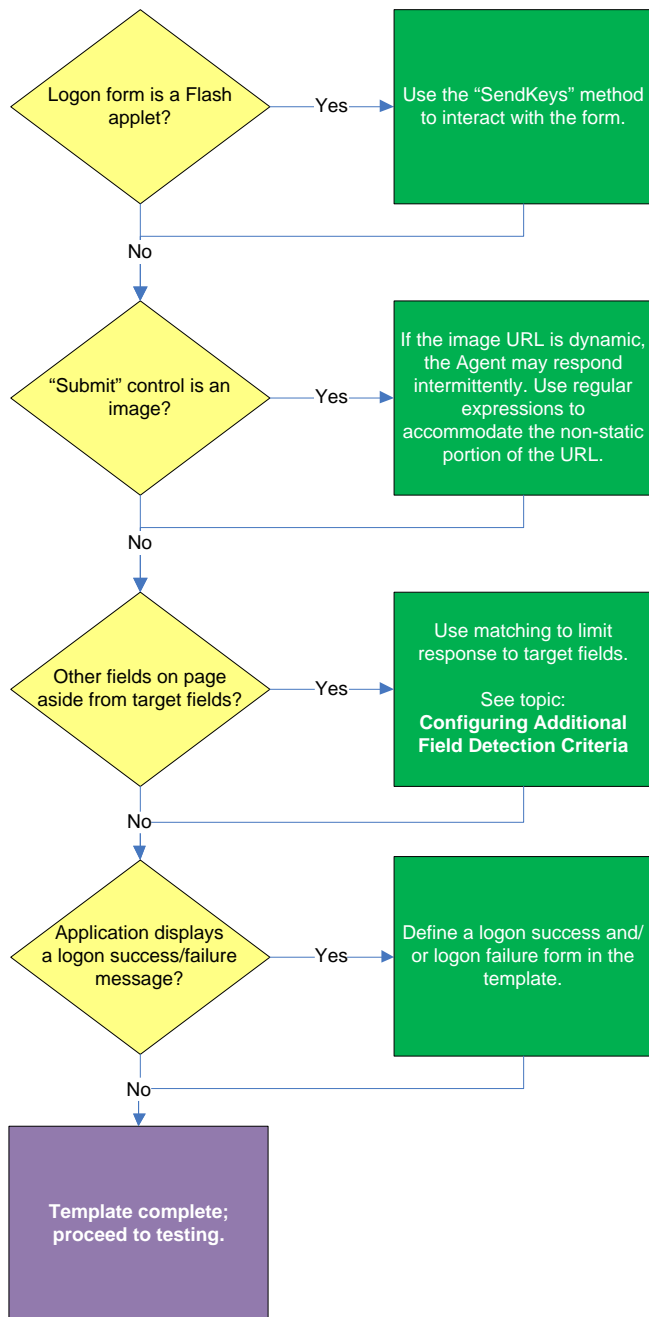 Logon form is a Flash
applet?
Yes
Use the “SendKeys” method
to interact with the form.
No
“Submit” control is an
image?
Yes
If the image URL is dynamic,
the Agent may respond
intermittently. Use regular
expressions to
accommodate the non-static
portion of the URL.
No
Other fields on page
aside from target fields?
Yes
Use matching to limit
response to target fields.
See topic:
Configuring Additional
Field Detection Criteria
No
Application displays
a logon success/failure
message?
Yes
Define a logon success and/
or logon failure form in the
template.
No
Template complete;
proceed to testing.